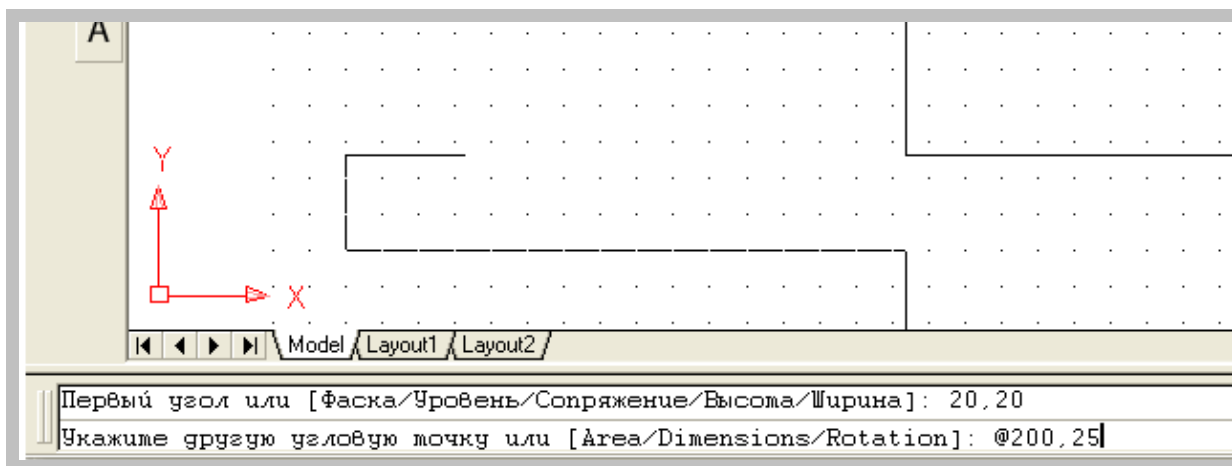 A
Y
X
Model Layout1 Layout2
Первый угол или [Фаска/Уровень/Сопряжение/Высота/Ширина]: 20,20
Укажите другую угловую точку или [Area/Dimensions/Rotation]: @200,25